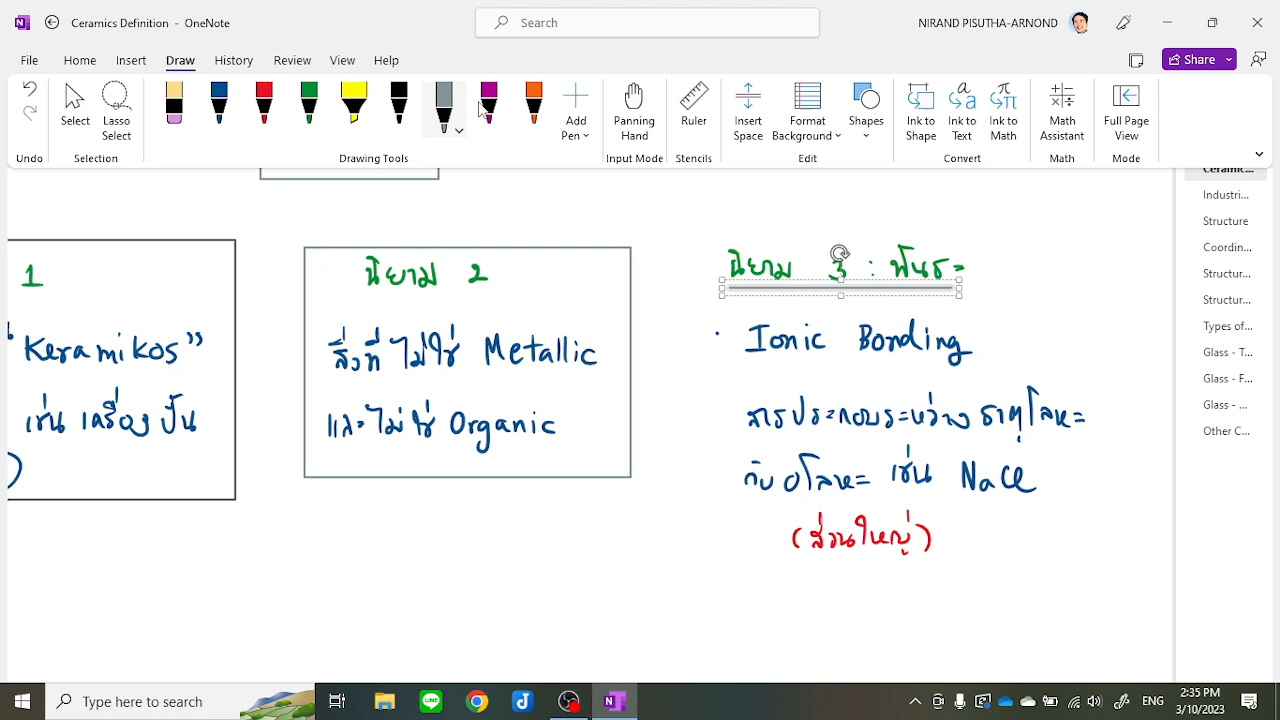 Ceramics Definition - OneNote
Search
NIRAND PISUTHA-ARNOND
File Home Insert Draw History Review View Help
Share
Undo
Select
Lasso Select
Add Pen
Panning Hand
Ruler
Insert Space
Format Background
Shapes
Ink to Shape
Ink to Text
Ink to Math
Math Assistant
Full Page View
Undo Selection Drawing Tools Input Mode Stencils Edit Convert Math Mode
Ceramic...
Industri...
Structure
Coordin...
Structur...
Structur...
Types of...
Glass - T...
Glass - F...
Glass - ...
Other C...
1
"Keramikos"
เช่น เครื่องปั้น
นิยาม 2
สิ่งที่ ไม่ใช่ Metallic
และไม่ใช่ Organic
นิยาม 3 : พันธะ
· Ionic Bonding
สารประกอบระหว่าง ธาตุโลหะ
กับ อโลหะ เช่น NaCl
(ส่วนใหญ่)
Type here to search
ENG
2:35 PM
3/10/2023